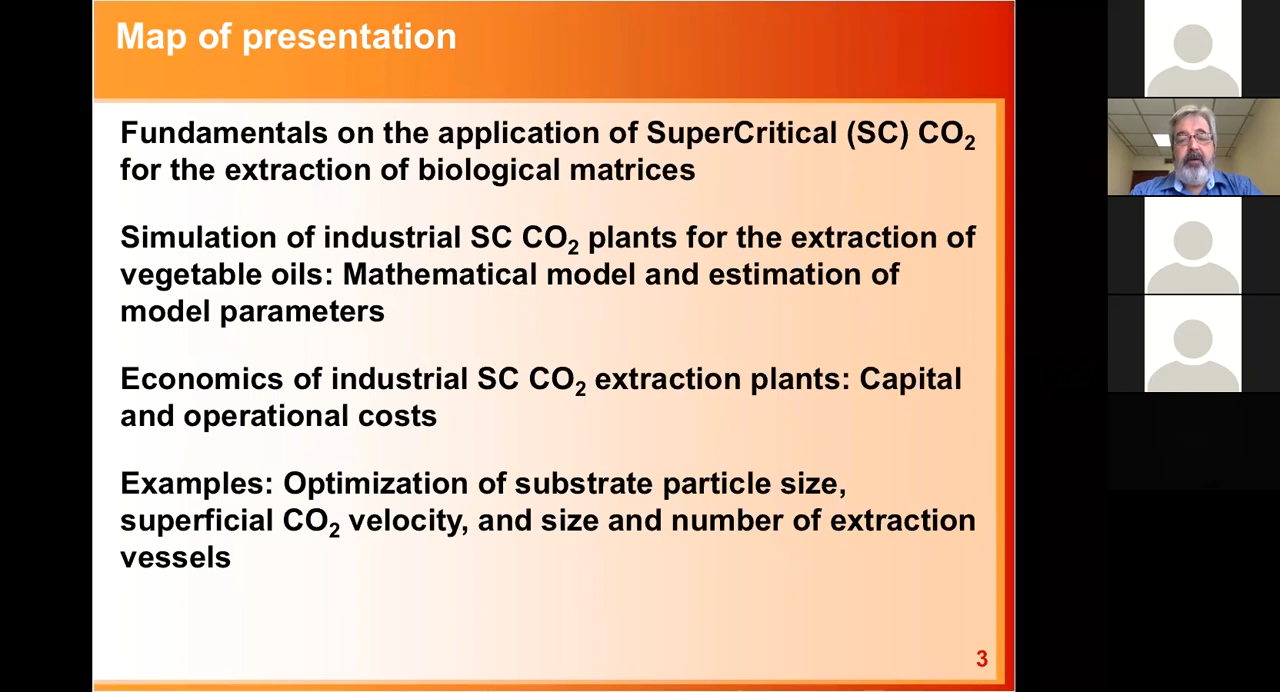 Map of presentation
Fundamentals on the application of SuperCritical (SC) CO₂
for the extraction of biological matrices
Simulation of industrial SC CO₂ plants for the extraction of
vegetable oils: Mathematical model and estimation of
model parameters
Economics of industrial SC CO₂ extraction plants: Capital
and operational costs
Examples: Optimization of substrate particle size,
superficial CO₂ velocity, and size and number of extraction
vessels
3